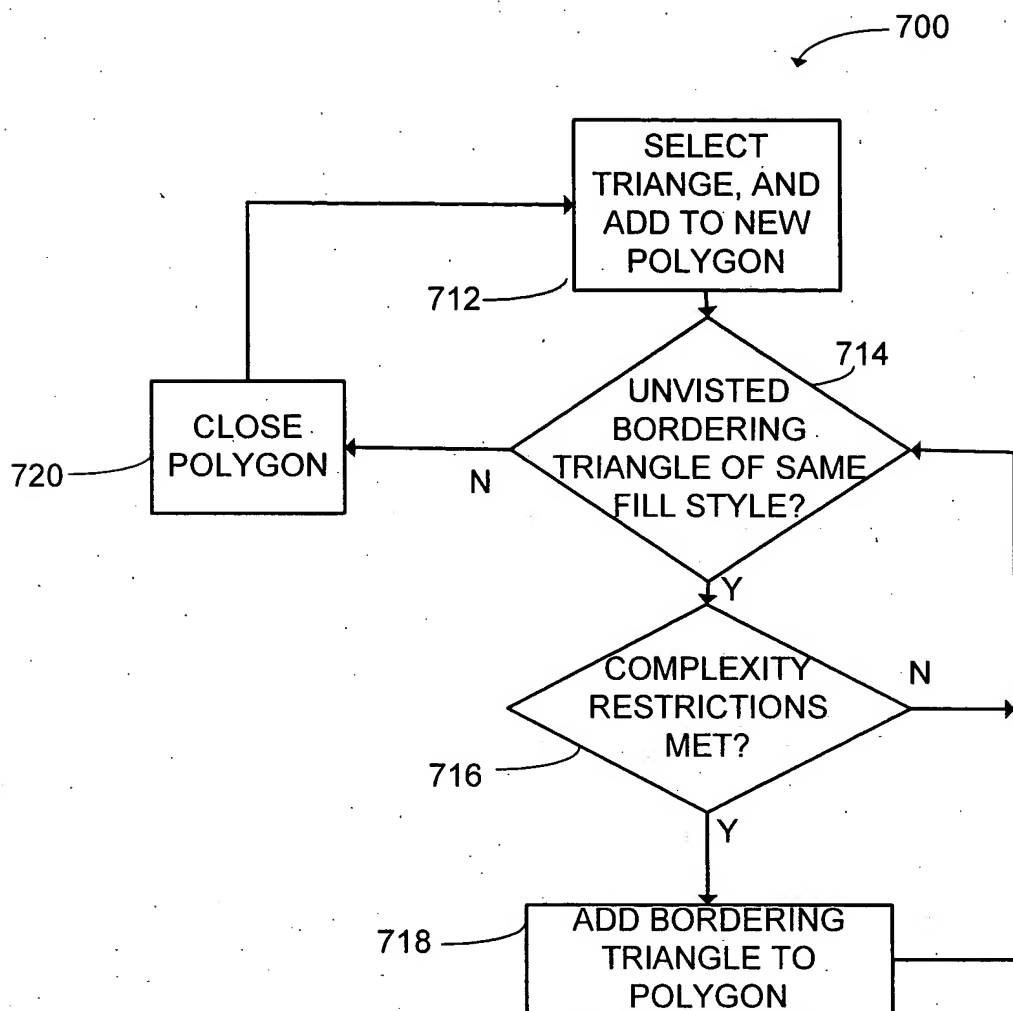 700
SELECT
TRIANGE, AND
ADD TO NEW
POLYGON
712
714
UNVISTED
BORDERING
TRIANGLE OF SAME
FILL STYLE?
CLOSE
POLYGON
720
N
Y
COMPLEXITY
RESTRICTIONS
MET?
N
716
Y
718
ADD BORDERING
TRIANGLE TO
POLYGON